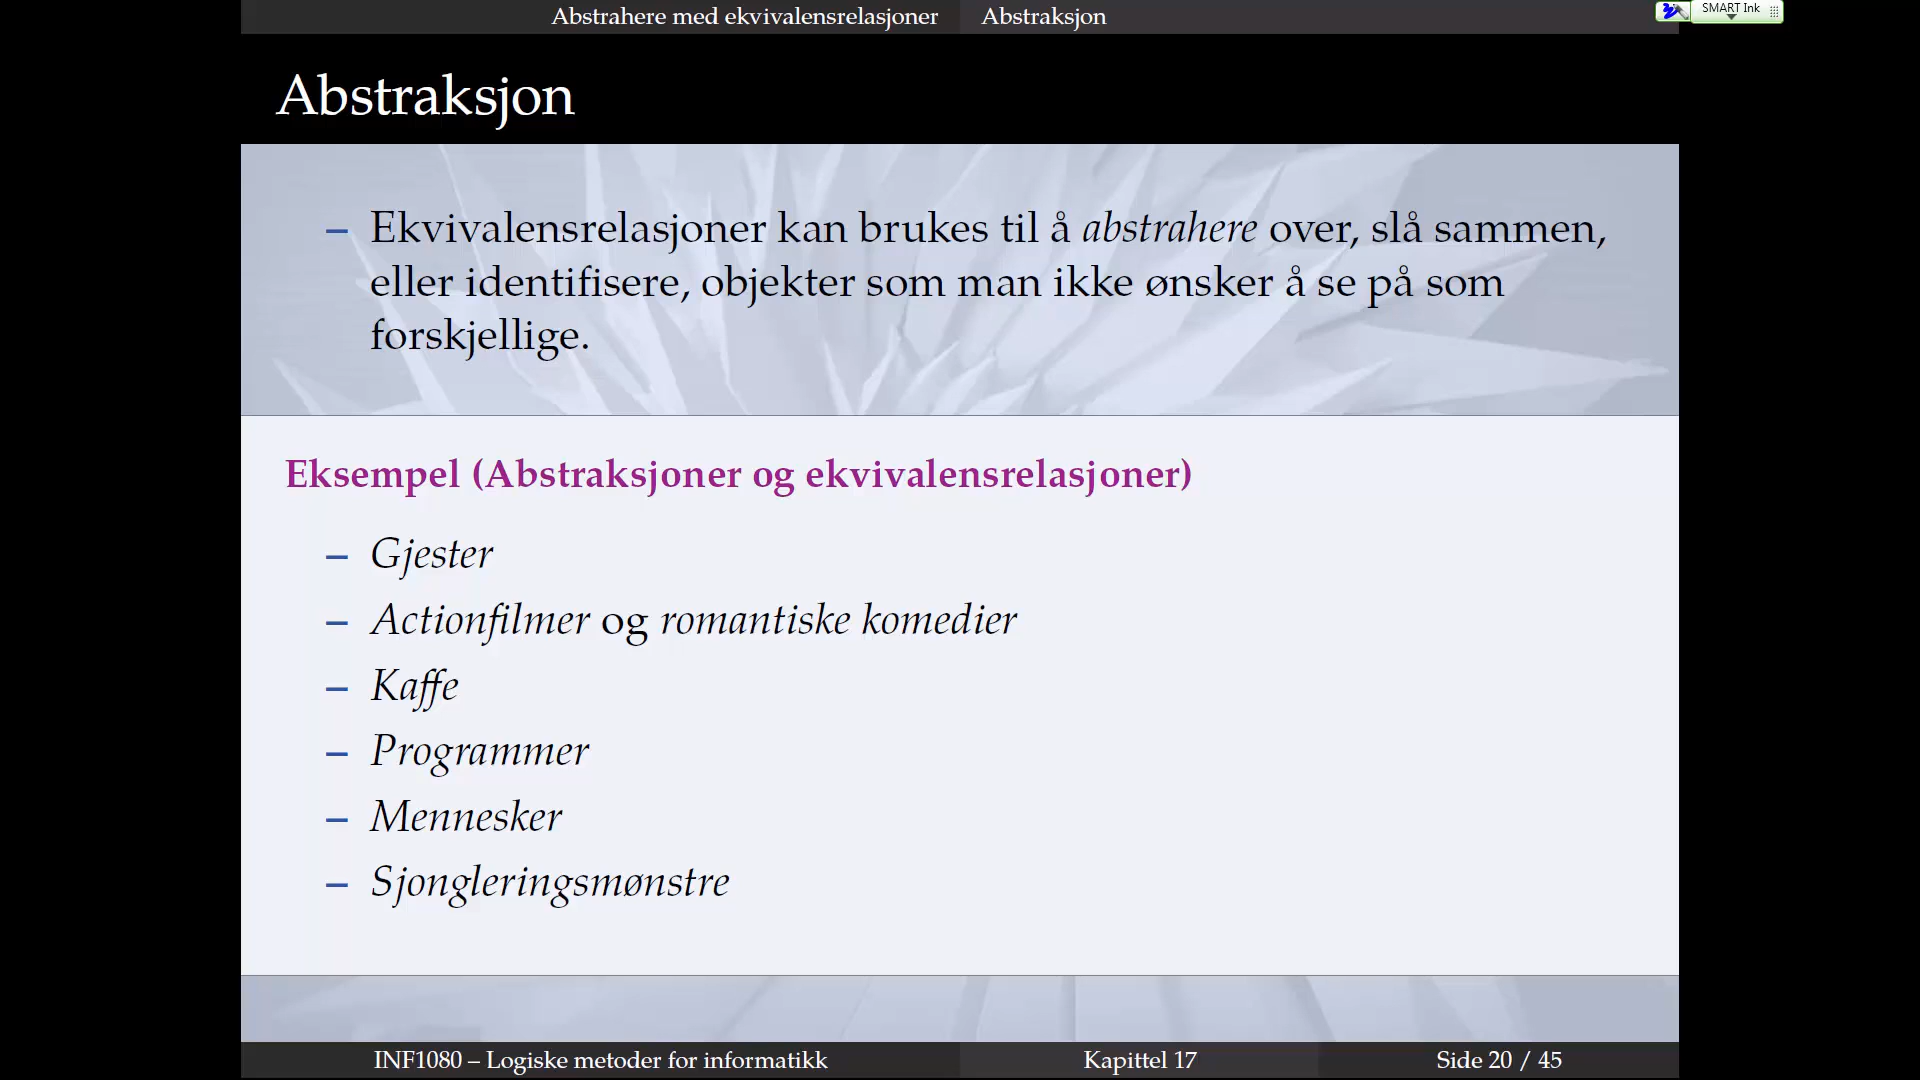 Abstrahere med ekvivalensrelasjoner Abstraksjon
SMART Ink
Abstraksjon
– Ekvivalensrelasjoner kan brukes til å abstrahere over, slå sammen,
eller identifisere, objekter som man ikke ønsker å se på som
forskjellige.
Eksempel (Abstraksjoner og ekvivalensrelasjoner)
– Gjester
– Actionfilmer og romantiske komedier
– Kaffe
– Programmer
– Mennesker
– Sjongleringsmønstre
INF1080 – Logiske metoder for informatikk Kapittel 17 Side 20 / 45